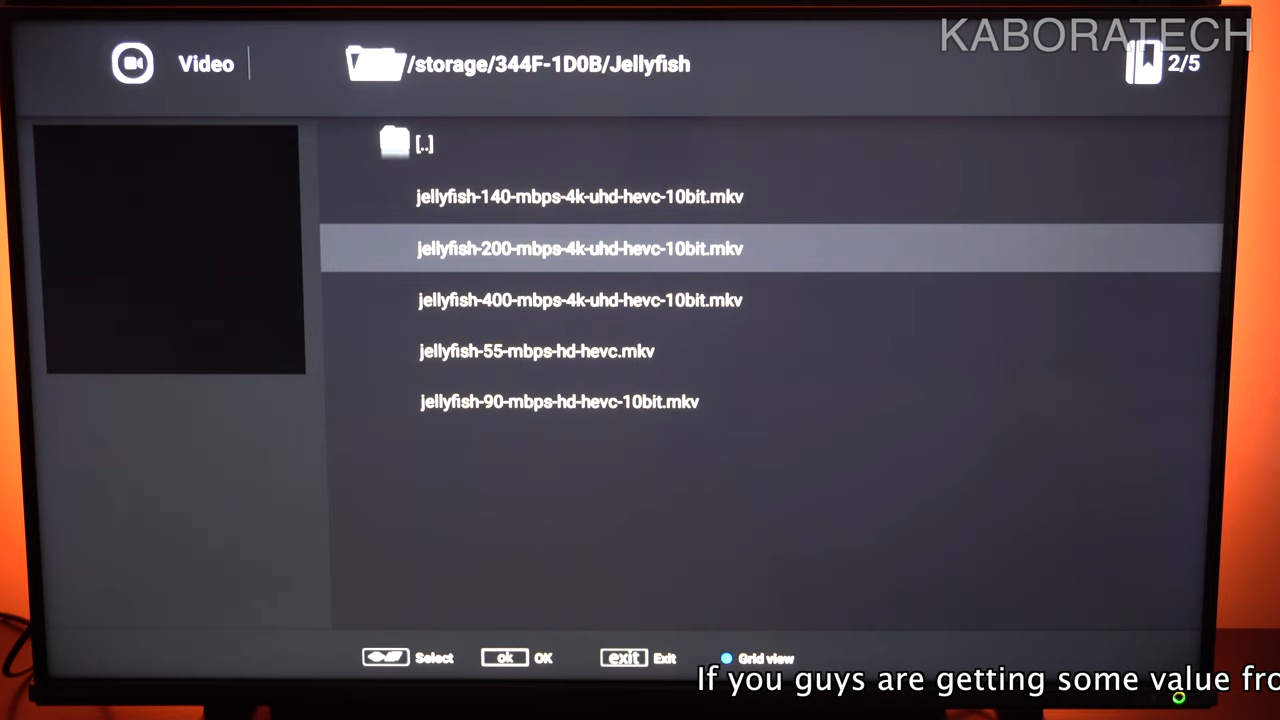 KABORATECH
Video
/storage/344F-1D0B/Jellyfish
2/5
[..]
jellyfish-140-mbps-4k-uhd-hevc-10bit.mkv
jellyfish-200-mbps-4k-uhd-hevc-10bit.mkv
jellyfish-400-mbps-4k-uhd-hevc-10bit.mkv
jellyfish-55-mbps-hd-hevc.mkv
jellyfish-90-mbps-hd-hevc-10bit.mkv
Select ok OK exit Exit Grid view
If you guys are getting some value fro